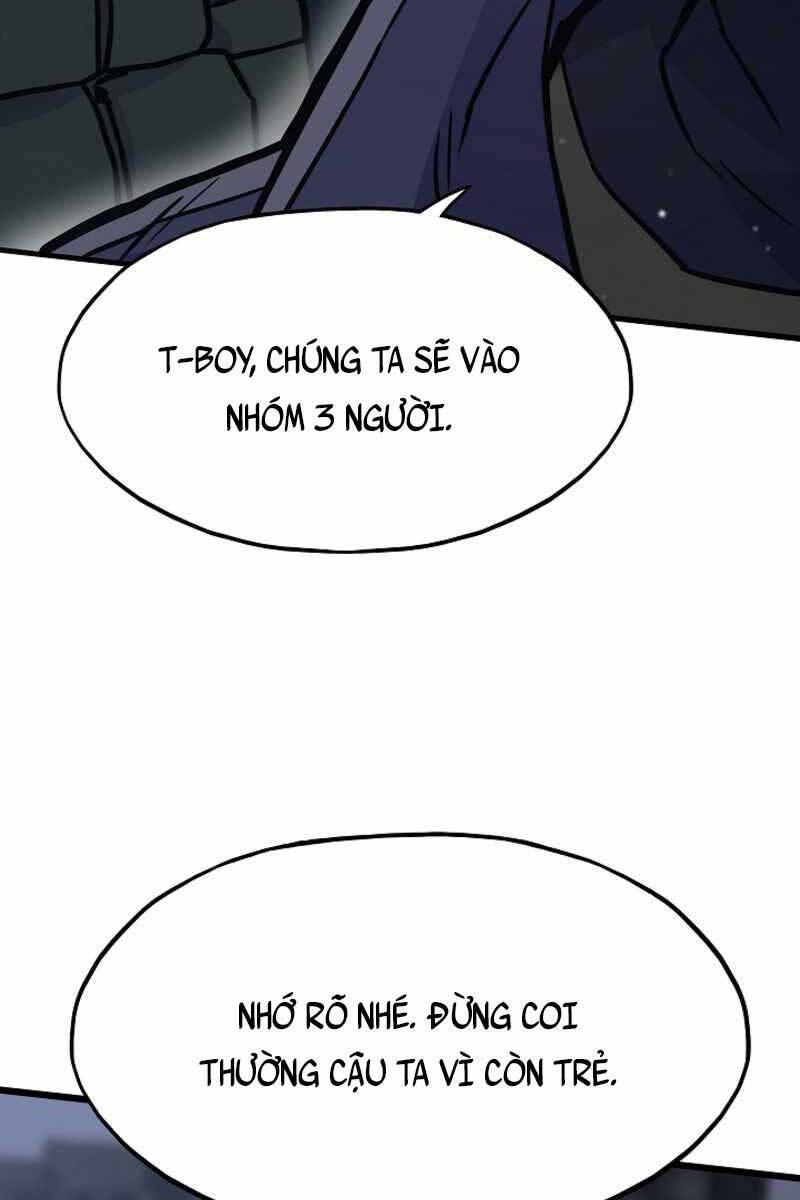 T-BOY, CHÚNG TA SẼ VÀO
NHÓM 3 NGƯỜI.
NHỚ RÕ NHÉ. ĐỪNG COI
THƯỜNG CẬU TA VÌ CÒN TRẺ.